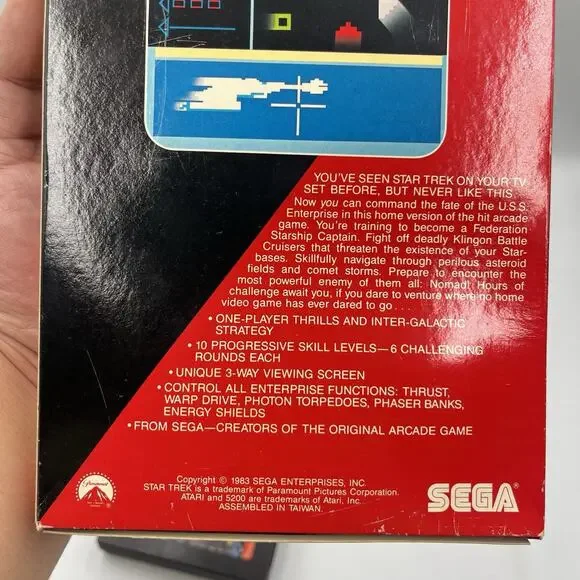 YOU'VE SEEN STAR TREK ON YOUR TV
SET BEFORE, BUT NEVER LIKE THIS...
Now you can command the fate of the U.S.S.
Enterprise in this home version of the hit arcade
game. You're training to become a Federation
Starship Captain. Fight off deadly Klingon Battle
Cruisers that threaten the existence of your Star-
bases. Skillfully navigate through perilous asteroid
fields and comet storms. Prepare to encounter the
most powerful enemy of them all: Nomad! Hours of
challenge await you, if you dare to venture where no home
video game has ever dared to go...
• ONE-PLAYER THRILLS AND INTER-GALACTIC
STRATEGY
• 10 PROGRESSIVE SKILL LEVELS—6 CHALLENGING
ROUNDS EACH
• UNIQUE 3-WAY VIEWING SCREEN
• CONTROL ALL ENTERPRISE FUNCTIONS: THRUST,
WARP DRIVE, PHOTON TORPEDOES, PHASER BANKS,
ENERGY SHIELDS
• FROM SEGA—CREATORS OF THE ORIGINAL ARCADE GAME
Paramount
Copyright © 1983 SEGA ENTERPRISES, INC.
STAR TREK is a trademark of Paramount Pictures Corporation.
ATARI and 5200 are trademarks of Atari, Inc.
ASSEMBLED IN TAIWAN.
SEGA®